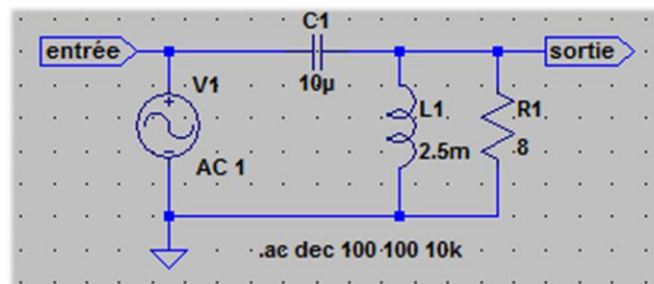 C1
entrée
sortie
V1
10µ
L1
R1
2.5m
8
AC 1
.ac dec 100 100 10k